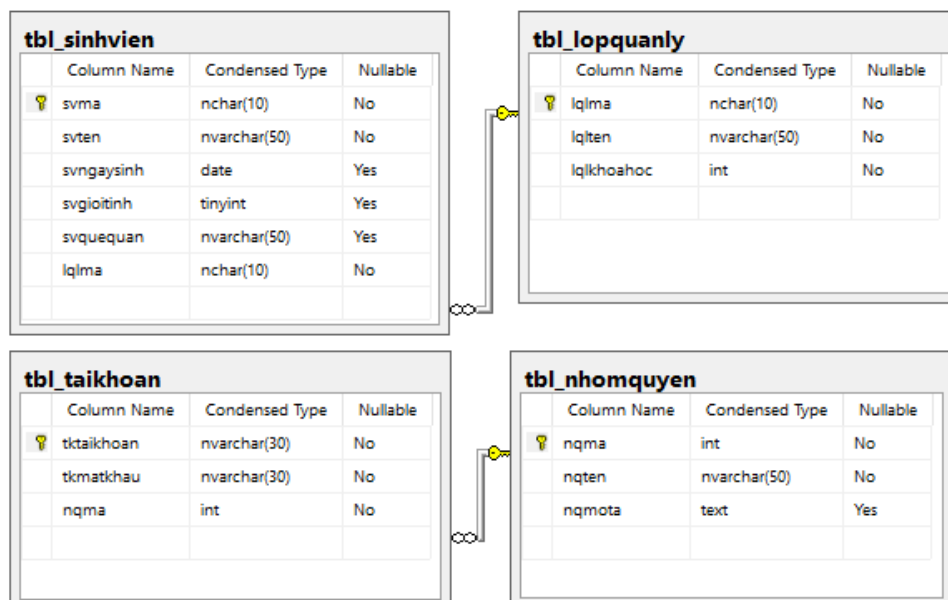 tbl_sinhvien
Column Name Condensed Type Nullable
svma nchar(10) No
svten nvarchar(50) No
svngaysinh date Yes
svgioitinh tinyint Yes
svquequan nvarchar(50) Yes
lqlma nchar(10) No
tbl_lopquanly
Column Name Condensed Type Nullable
lqlma nchar(10) No
lqlten nvarchar(50) No
lqlkhoahoc int No
tbl_taikhoan
Column Name Condensed Type Nullable
tktaikhoan nvarchar(30) No
tkmatkhau nvarchar(30) No
nqma int No
tbl_nhomquyen
Column Name Condensed Type Nullable
nqma int No
nqten nvarchar(50) No
nqmota text Yes